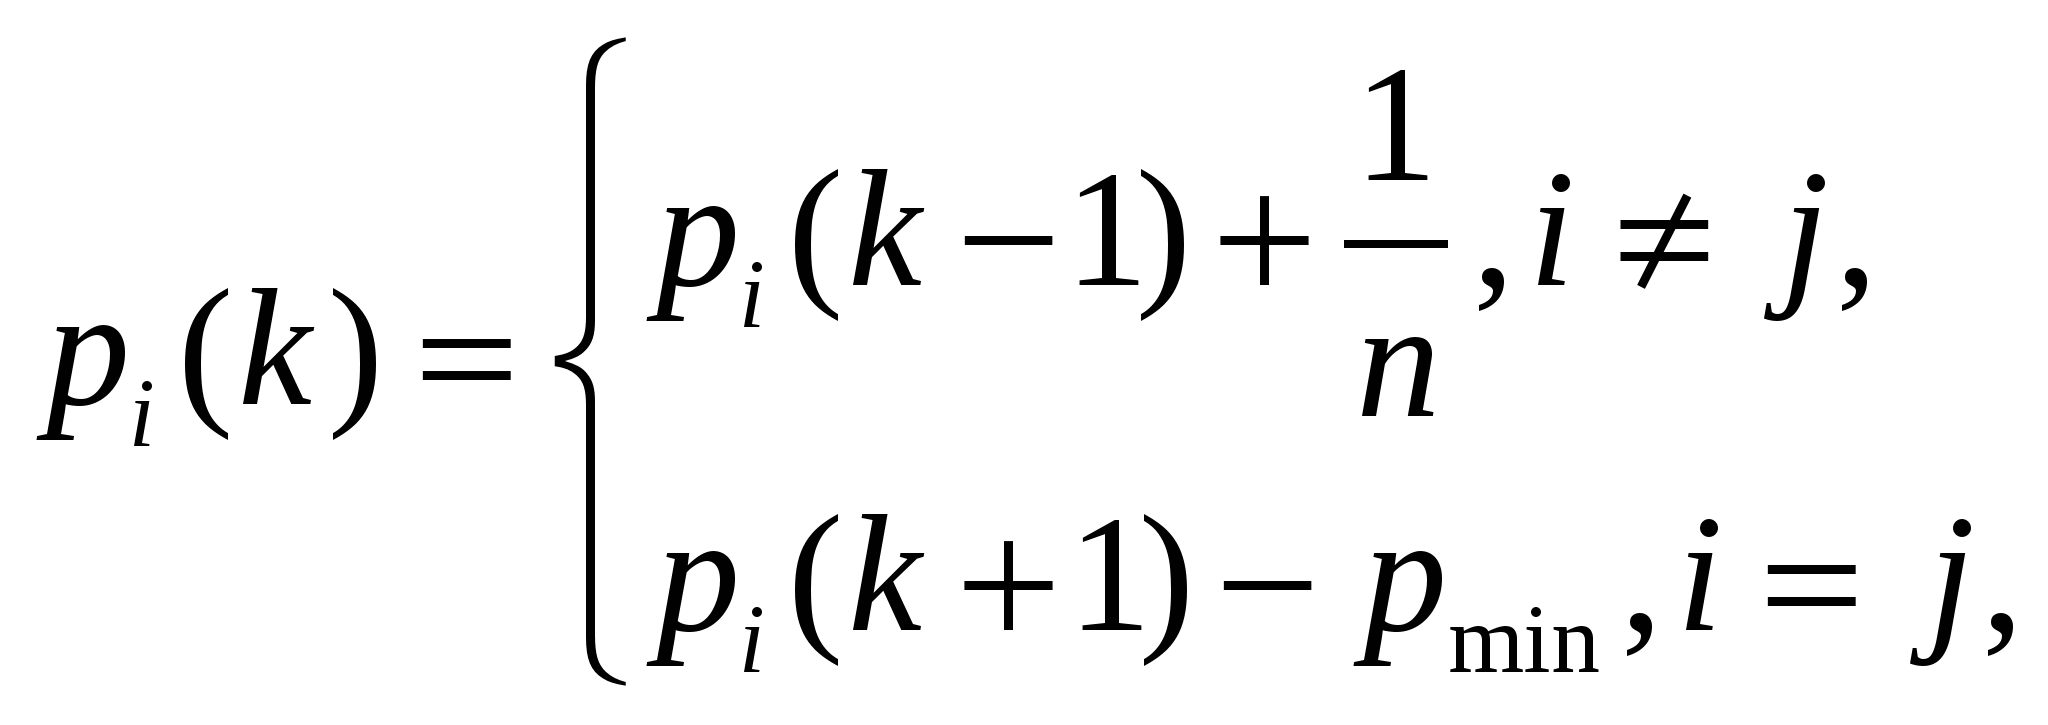 p_i(k) = { p_i(k − 1) + 1/n , i ≠ j,
p_i(k + 1) − p_min , i = j,